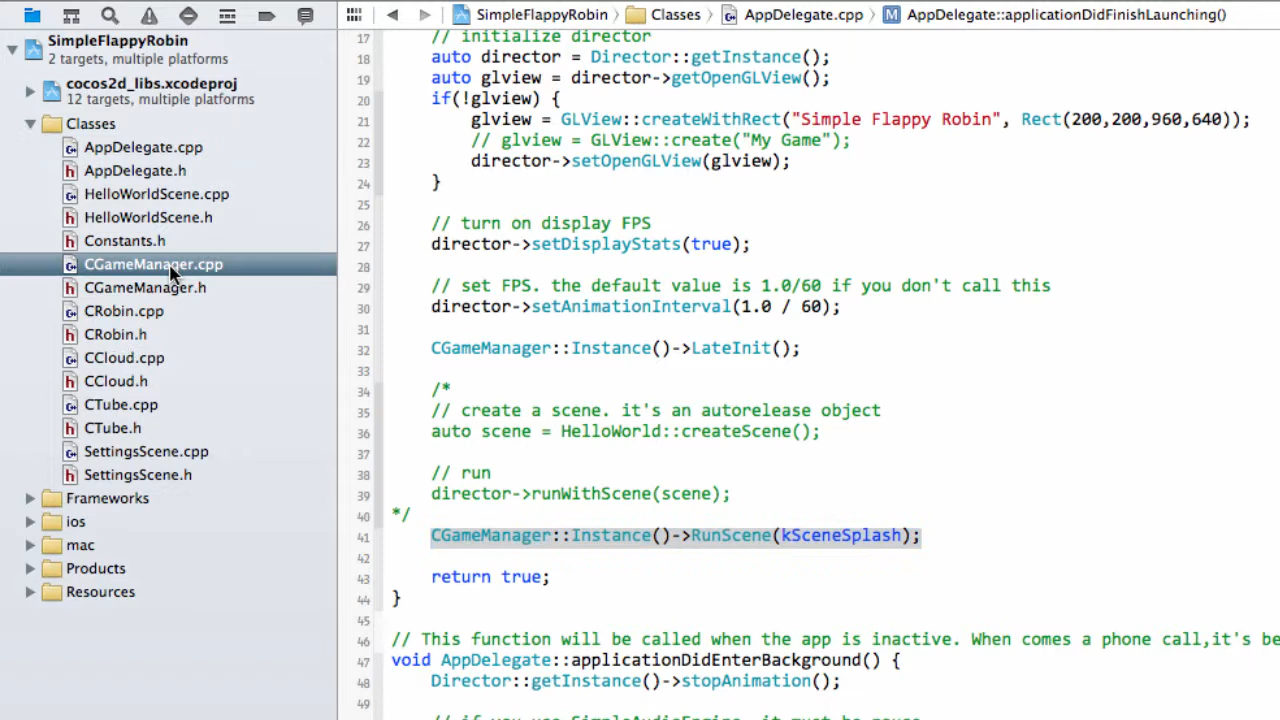 SimpleFlappyRobin > Classes > AppDelegate.cpp > M AppDelegate::applicationDidFinishLaunching()
SimpleFlappyRobin
2 targets, multiple platforms
cocos2d_libs.xcodeproj
12 targets, multiple platforms
Classes
AppDelegate.cpp
h AppDelegate.h
HelloWorldScene.cpp
h HelloWorldScene.h
h Constants.h
CGameManager.cpp
h CGameManager.h
CRobin.cpp
h CRobin.h
CCloud.cpp
h CCloud.h
CTube.cpp
h CTube.h
SettingsScene.cpp
h SettingsScene.h
Frameworks
ios
mac
Products
Resources
17 // initialize director
18 auto director = Director::getInstance();
19 auto glview = director->getOpenGLView();
20 if(!glview) {
21 glview = GLView::createWithRect("Simple Flappy Robin", Rect(200,200,960,640));
22 // glview = GLView::create("My Game");
23 director->setOpenGLView(glview);
24 }
25
26 // turn on display FPS
27 director->setDisplayStats(true);
28
29 // set FPS. the default value is 1.0/60 if you don't call this
30 director->setAnimationInterval(1.0 / 60);
31
32 CGameManager::Instance()->LateInit();
33
34 /*
35 // create a scene. it's an autorelease object
36 auto scene = HelloWorld::createScene();
37
38 // run
39 director->runWithScene(scene);
40 */
41 CGameManager::Instance()->RunScene(kSceneSplash);
42
43 return true;
44 }
45
46 // This function will be called when the app is inactive. When comes a phone call,it's be
47 void AppDelegate::applicationDidEnterBackground() {
48 Director::getInstance()->stopAnimation();
49
// if you use SimpleAudioEngine, it must be pause